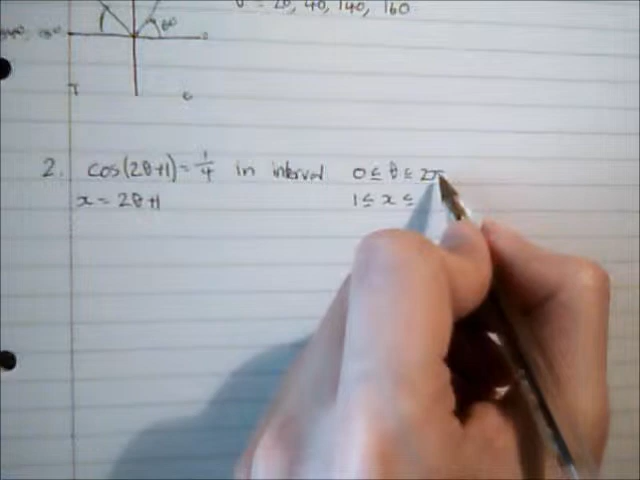 θ = 20, 40, 140, 160.
60°
T
C
2. cos(2θ+1) = 1/4 in interval 0 ≤ θ ≤ 2π
x = 2θ+1 1 ≤ x ≤